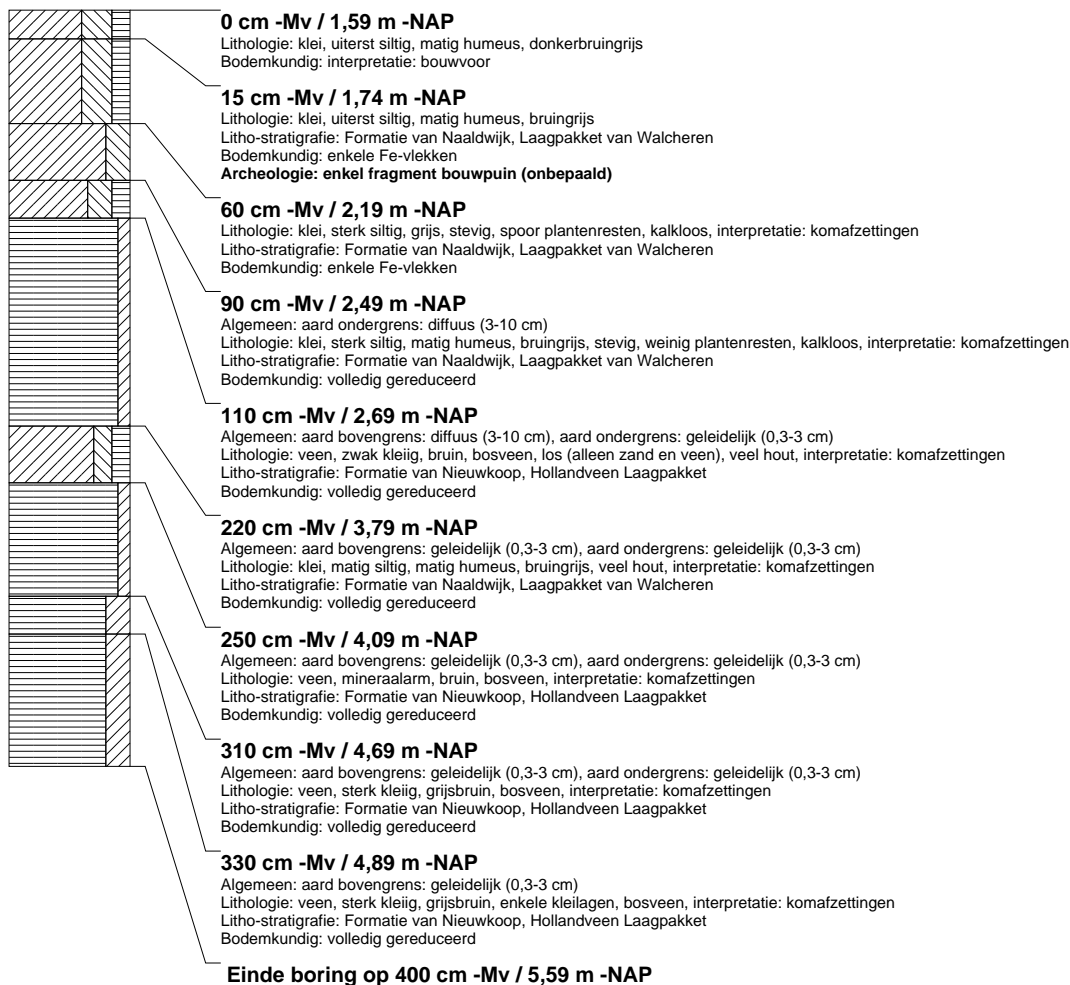 0 cm -Mv / 1,59 m -NAP
Lithologie: klei, uiterst siltig, matig humeus, donkerbruingrijs
Bodemkundig: interpretatie: bouwvoor
15 cm -Mv / 1,74 m -NAP
Lithologie: klei, uiterst siltig, matig humeus, bruingrijs
Litho-stratigrafie: Formatie van Naaldwijk, Laagpakket van Walcheren
Bodemkundig: enkele Fe-vlekken
Archeologie: enkel fragment bouwpuin (onbepaald)
60 cm -Mv / 2,19 m -NAP
Lithologie: klei, sterk siltig, grijs, stevig, spoor plantenresten, kalkloos, interpretatie: komafzettingen
Litho-stratigrafie: Formatie van Naaldwijk, Laagpakket van Walcheren
Bodemkundig: enkele Fe-vlekken
90 cm -Mv / 2,49 m -NAP
Algemeen: aard ondergrens: diffuus (3-10 cm)
Lithologie: klei, sterk siltig, matig humeus, bruingrijs, stevig, weinig plantenresten, kalkloos, interpretatie: komafzettingen
Litho-stratigrafie: Formatie van Naaldwijk, Laagpakket van Walcheren
Bodemkundig: volledig gereduceerd
110 cm -Mv / 2,69 m -NAP
Algemeen: aard bovengrens: diffuus (3-10 cm), aard ondergrens: geleidelijk (0,3-3 cm)
Lithologie: veen, zwak kleiig, bruin, bosveen, los (alleen zand en veen), veel hout, interpretatie: komafzettingen
Litho-stratigrafie: Formatie van Nieuwkoop, Hollandveen Laagpakket
Bodemkundig: volledig gereduceerd
220 cm -Mv / 3,79 m -NAP
Algemeen: aard bovengrens: geleidelijk (0,3-3 cm), aard ondergrens: geleidelijk (0,3-3 cm)
Lithologie: klei, matig siltig, matig humeus, bruingrijs, veel hout, interpretatie: komafzettingen
Litho-stratigrafie: Formatie van Naaldwijk, Laagpakket van Walcheren
Bodemkundig: volledig gereduceerd
250 cm -Mv / 4,09 m -NAP
Algemeen: aard bovengrens: geleidelijk (0,3-3 cm), aard ondergrens: geleidelijk (0,3-3 cm)
Lithologie: veen, mineraalarm, bruin, bosveen, interpretatie: komafzettingen
Litho-stratigrafie: Formatie van Nieuwkoop, Hollandveen Laagpakket
Bodemkundig: volledig gereduceerd
310 cm -Mv / 4,69 m -NAP
Algemeen: aard bovengrens: geleidelijk (0,3-3 cm), aard ondergrens: geleidelijk (0,3-3 cm)
Lithologie: veen, sterk kleiig, grijsbruin, bosveen, interpretatie: komafzettingen
Litho-stratigrafie: Formatie van Nieuwkoop, Hollandveen Laagpakket
Bodemkundig: volledig gereduceerd
330 cm -Mv / 4,89 m -NAP
Algemeen: aard bovengrens: geleidelijk (0,3-3 cm)
Lithologie: veen, sterk kleiig, grijsbruin, enkele kleilagen, bosveen, interpretatie: komafzettingen
Litho-stratigrafie: Formatie van Nieuwkoop, Hollandveen Laagpakket
Bodemkundig: volledig gereduceerd
Einde boring op 400 cm -Mv / 5,59 m -NAP